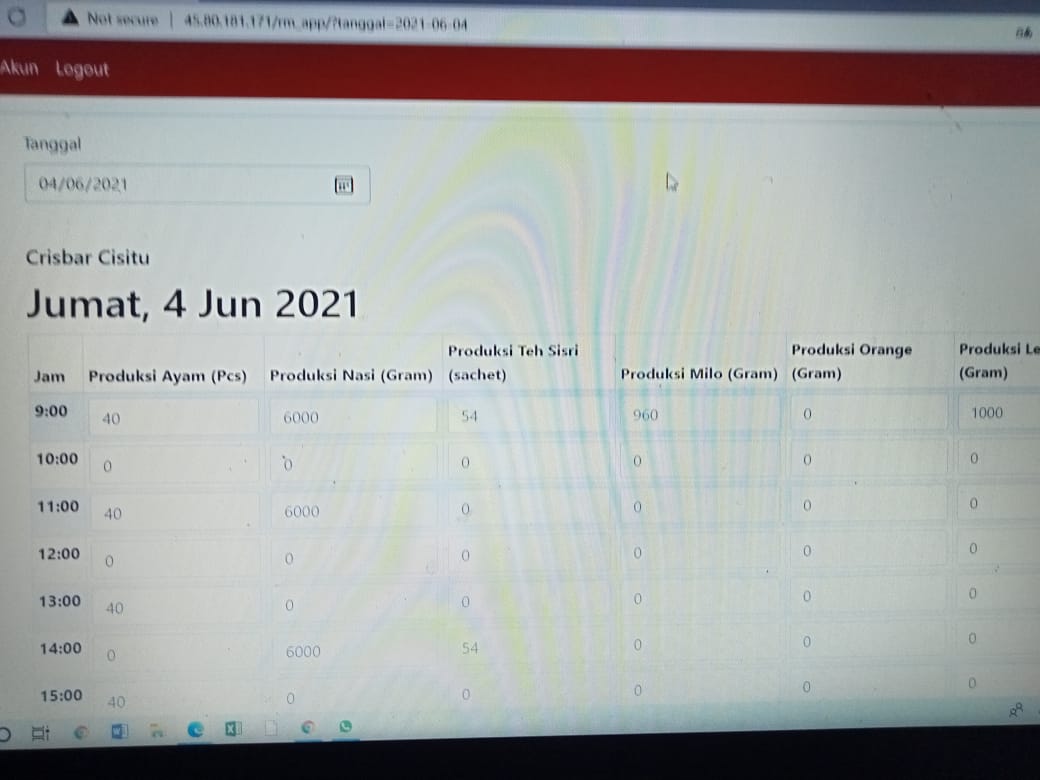 Not secure | 45.80.181.171/rm_app/?tanggal=2021-06-04
Akun Logout
Tanggal
04/06/2021
Crisbar Cisitu
Jumat, 4 Jun 2021
Jam Produksi Ayam (Pcs) Produksi Nasi (Gram) Produksi Teh Sisri (sachet) Produksi Milo (Gram) Produksi Orange (Gram) Produksi Le (Gram)
9:00 40 6000 54 960 0 1000
10:00 0 0 0 0 0 0
11:00 40 6000 0 0 0 0
12:00 0 0 0 0 0 0
13:00 40 0 0 0 0 0
14:00 0 6000 54 0 0 0
15:00 40 0 0 0 0 0